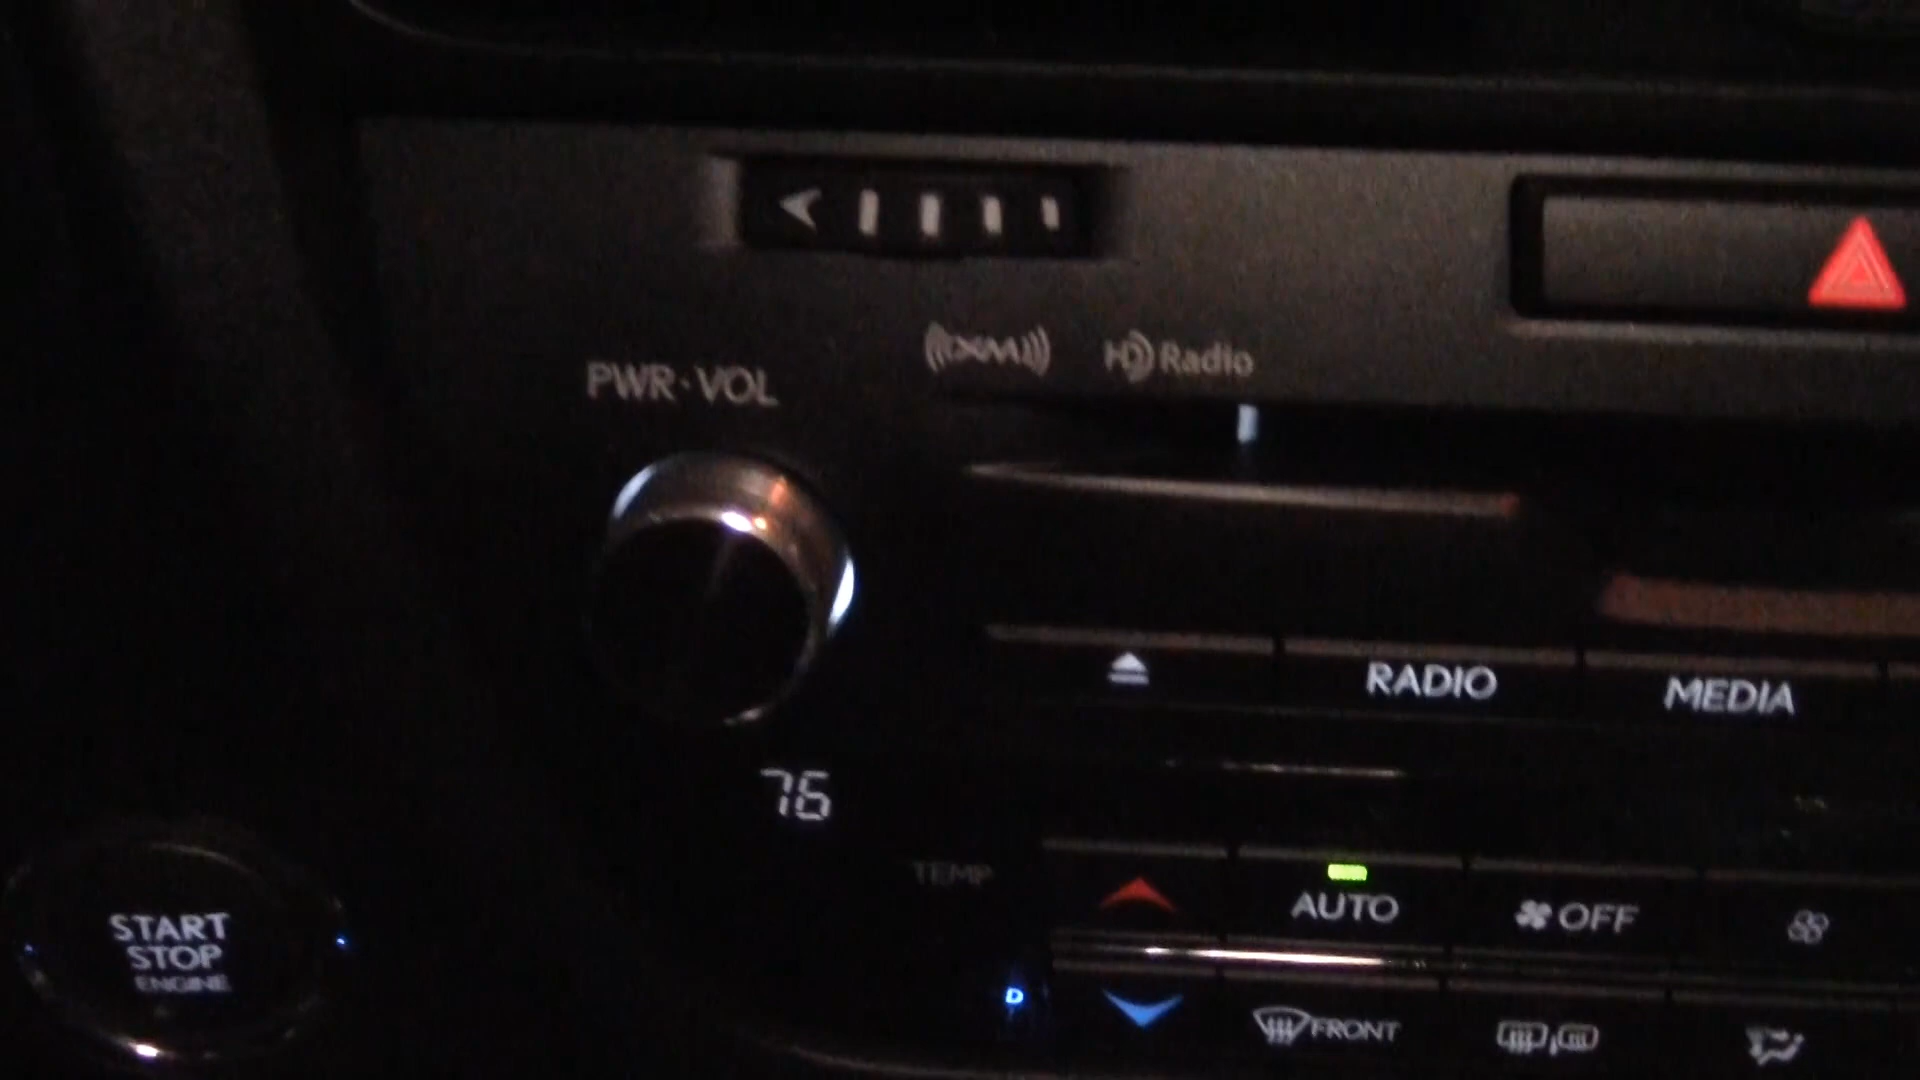 XM
HD Radio
PWR·VOL
RADIO
MEDIA
76
TEMP
AUTO
OFF
START
STOP
ENGINE
D
FRONT